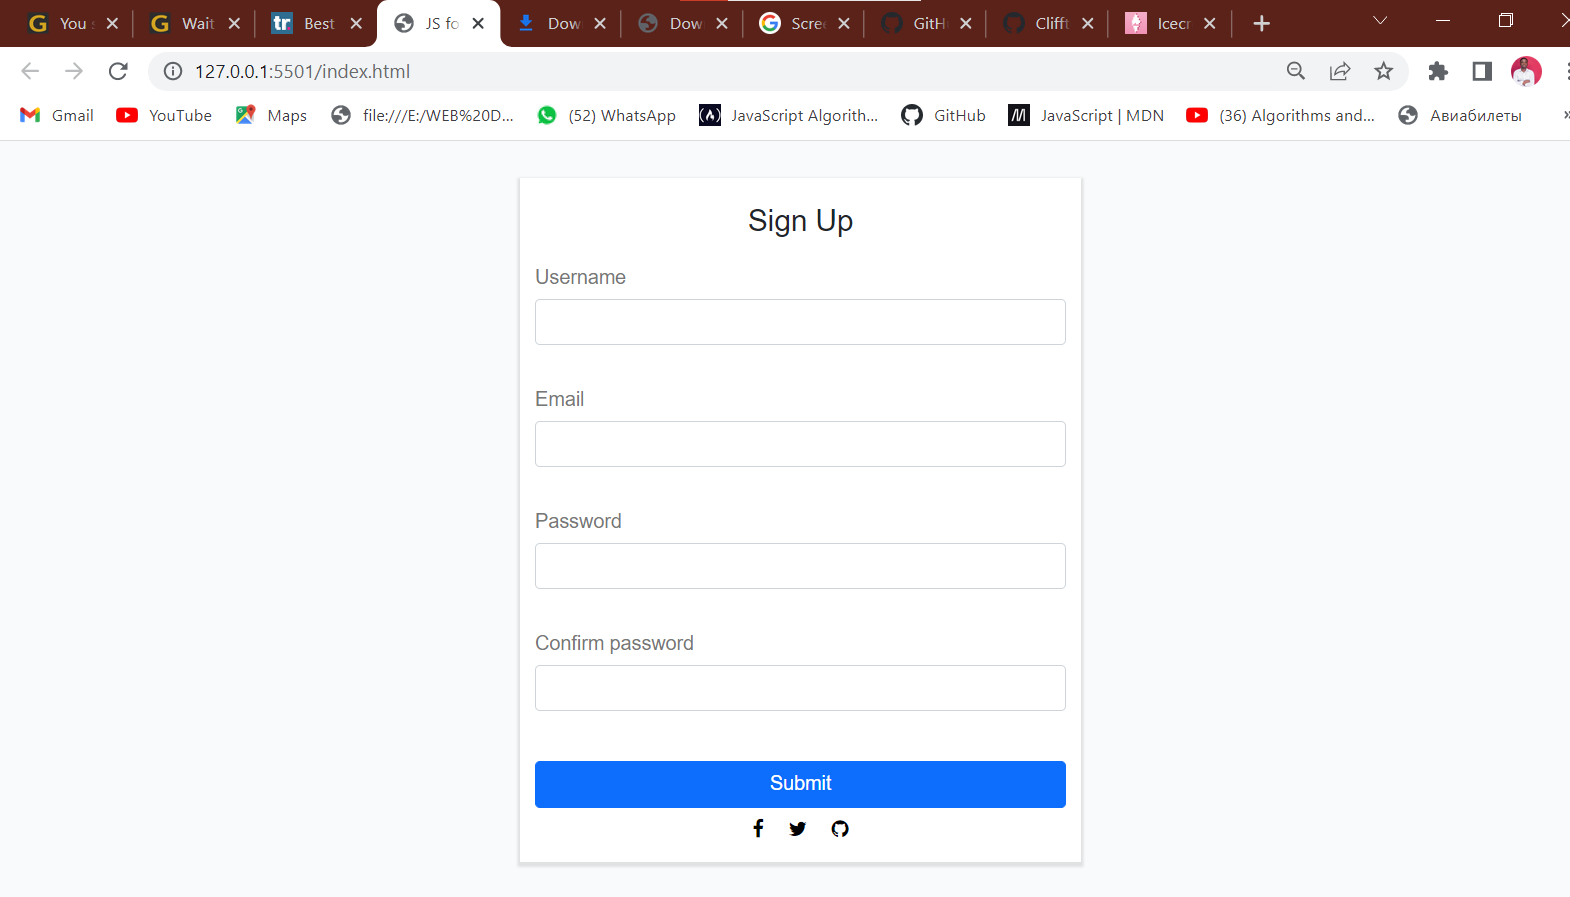 You
Wait
Best
JS fo
Dow
Dow
Scree
GitH
Clifft
Icecr
127.0.0.1:5501/index.html
Gmail
YouTube
Maps
file:///E:/WEB%20D...
(52) WhatsApp
JavaScript Algorith...
GitHub
JavaScript | MDN
(36) Algorithms and...
Авиабилеты
Sign Up
Username
Email
Password
Confirm password
Submit